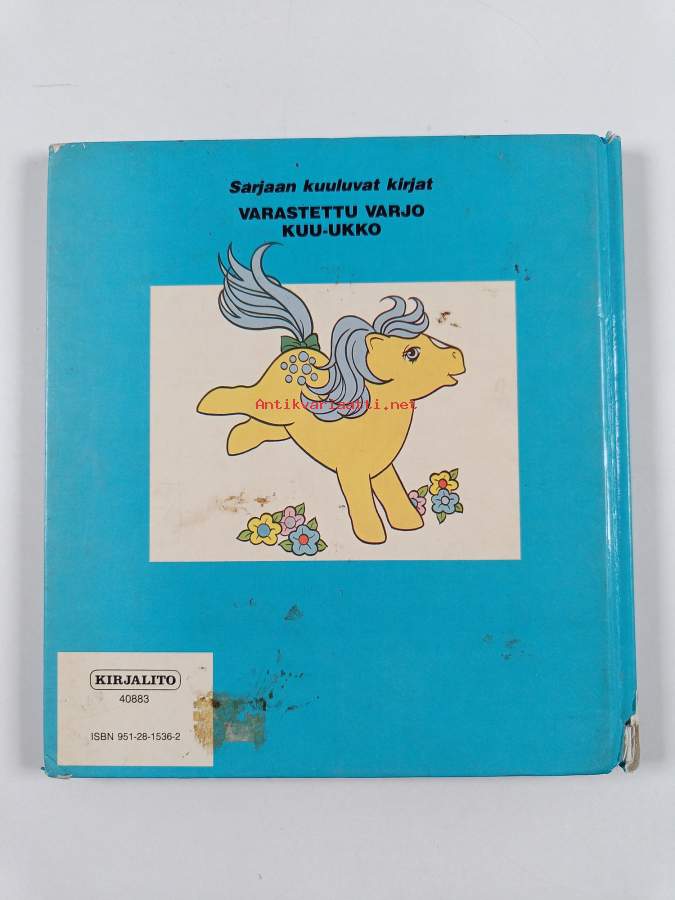 Sarjaan kuuluvat kirjat
VARASTETTU VARJO
KUU-UKKO
Antikvariaatti.net
KIRJALITO
40883
ISBN 951-28-1536-2